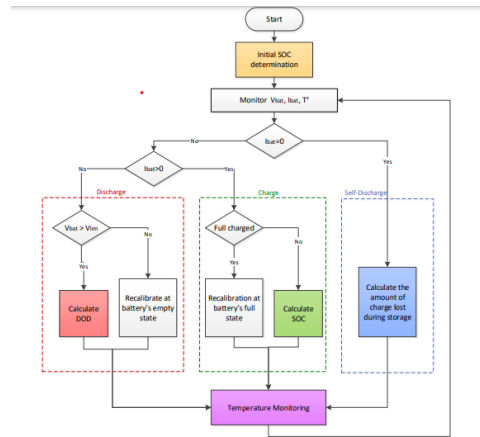 Start
Initial SOC
determination
Monitor Vbat, Ibat, T°
No
Ibat=0
Yes
No
Ibat>0
Yes
Discharge
Charge
Self-Discharge
Vbat > Vlim
No
Yes
Full charged
No
Yes
Calculate
DOD
Recalibrate at
battery's empty
state
Recalibration at
battery's full
state
Calculate
SOC
Calculate the
amount of
charge lost
during storage
Temperature Monitoring